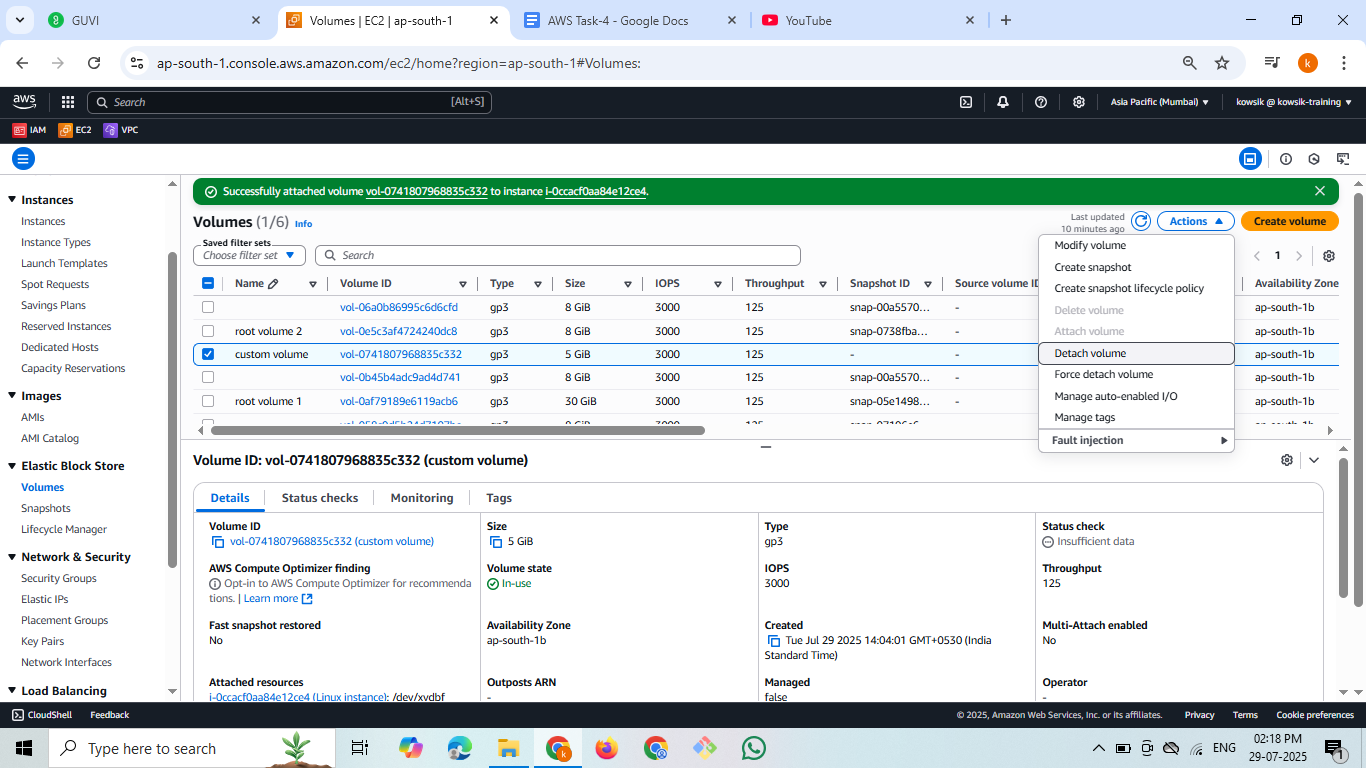 GUVI
Volumes | EC2 | ap-south-1
AWS Task-4 - Google Docs
YouTube
ap-south-1.console.aws.amazon.com/ec2/home?region=ap-south-1#Volumes:
k
aws
Search
[Alt+S]
Asia Pacific (Mumbai)
kowsik @ kowsik-training
IAM
EC2
VPC
Instances
Instances
Instance Types
Launch Templates
Spot Requests
Savings Plans
Reserved Instances
Dedicated Hosts
Capacity Reservations
Images
AMIs
AMI Catalog
Elastic Block Store
Volumes
Snapshots
Lifecycle Manager
Network & Security
Security Groups
Elastic IPs
Placement Groups
Key Pairs
Network Interfaces
Load Balancing
Successfully attached volume vol-0741807968835c332 to instance i-0ccacf0aa84e12ce4.
Volumes (1/6) Info
Last updated
10 minutes ago
Actions
Create volume
Saved filter sets
Choose filter set
Search
1
Name Volume ID Type Size IOPS Throughput Snapshot ID Source volume ID Availability Zone
vol-06a0b86995c6d6cfd gp3 8 GiB 3000 125 snap-00a5570... - ap-south-1b
root volume 2 vol-0e5c3af4724240dc8 gp3 8 GiB 3000 125 snap-0738fba... - ap-south-1b
custom volume vol-0741807968835c332 gp3 5 GiB 3000 125 - - ap-south-1b
vol-0b45b4adc9ad4d741 gp3 8 GiB 3000 125 snap-00a5570... - ap-south-1b
root volume 1 vol-0af79189e6119acb6 gp3 30 GiB 3000 125 snap-05e1498... - ap-south-1b
Modify volume
Create snapshot
Create snapshot lifecycle policy
Delete volume
Attach volume
Detach volume
Force detach volume
Manage auto-enabled I/O
Manage tags
Fault injection
Volume ID: vol-0741807968835c332 (custom volume)
Details
Status checks
Monitoring
Tags
Volume ID
vol-0741807968835c332 (custom volume)
Size
5 GiB
Type
gp3
Status check
Insufficient data
AWS Compute Optimizer finding
Opt-in to AWS Compute Optimizer for recommenda
tions. | Learn more
Volume state
In-use
IOPS
3000
Throughput
125
Fast snapshot restored
No
Availability Zone
ap-south-1b
Created
Tue Jul 29 2025 14:04:01 GMT+0530 (India
Standard Time)
Multi-Attach enabled
No
Attached resources
i-0ccacf0aa84e12ce4 (Linux instance): /dev/xvdbf
Outposts ARN
-
Managed
false
Operator
-
CloudShell
Feedback
© 2025, Amazon Web Services, Inc. or its affiliates.
Privacy
Terms
Cookie preferences
Type here to search
ENG
02:18 PM
29-07-2025
1